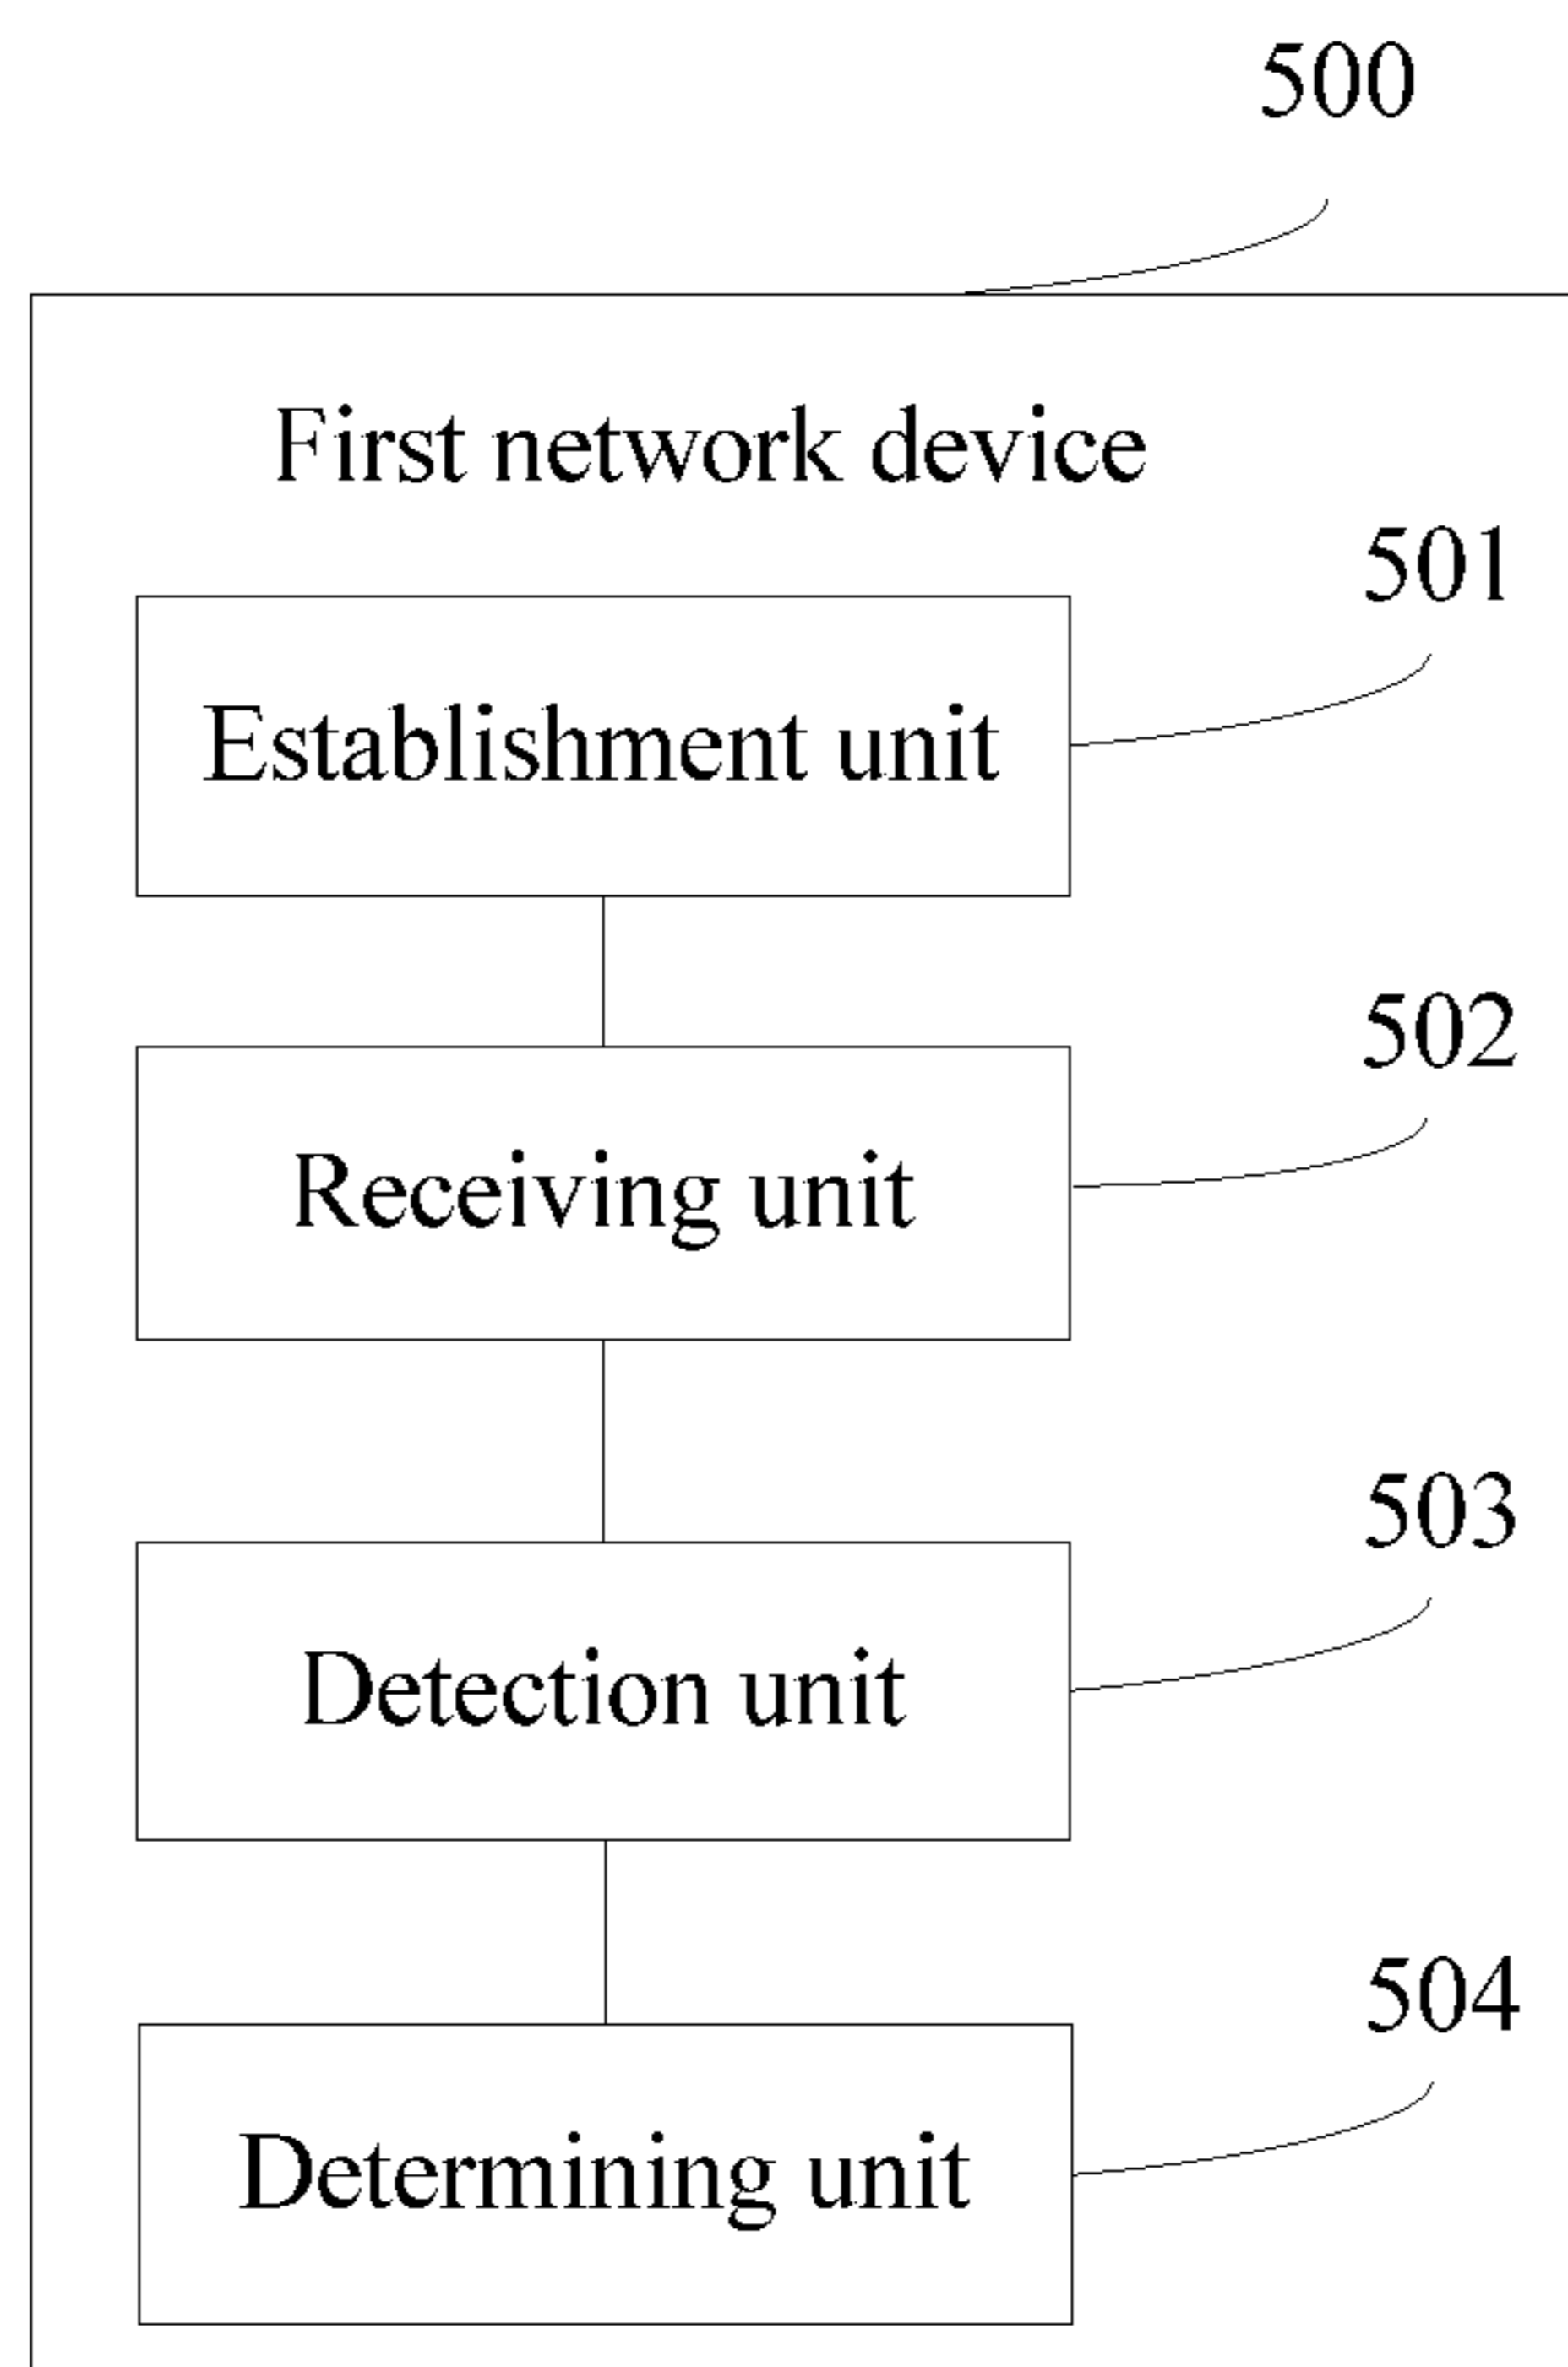 500
First network device
501
Establishment unit
502
Receiving unit
503
Detection unit
504
Determining unit